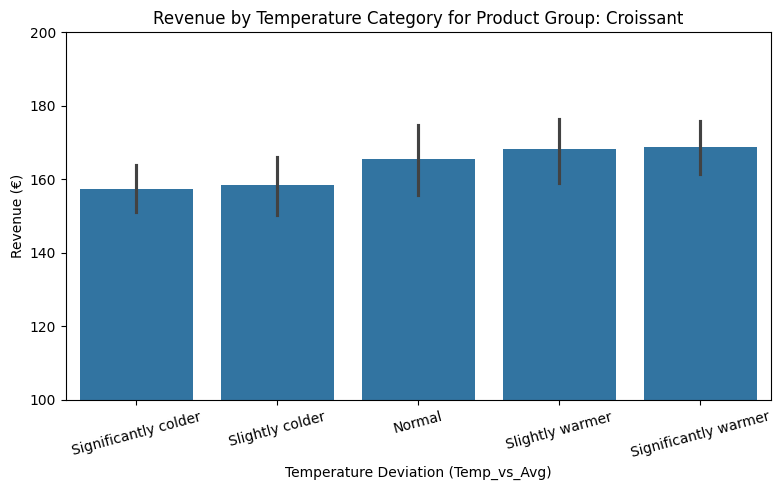 Revenue by Temperature Category for Product Group: Croissant
Revenue (€)
200
180
160
140
120
100
Significantly colder
Slightly colder
Normal
Slightly warmer
Significantly warmer
Temperature Deviation (Temp_vs_Avg)